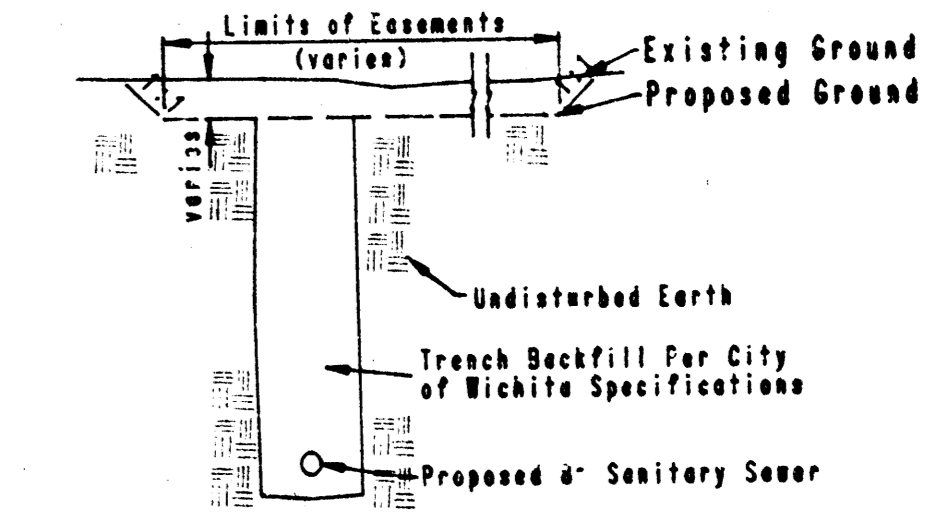 Limits of Easements
(varies)
Existing Ground
Proposed Ground
varies
Undisturbed Earth
Trench Backfill Per City
of Wichita Specifications
Proposed Sanitary Sewer